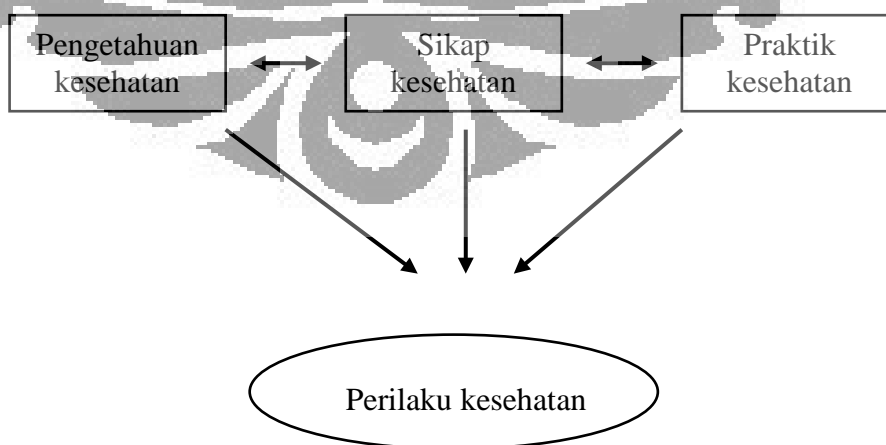 Pengetahuan
kesehatan
Sikap
kesehatan
Praktik
kesehatan
Perilaku kesehatan